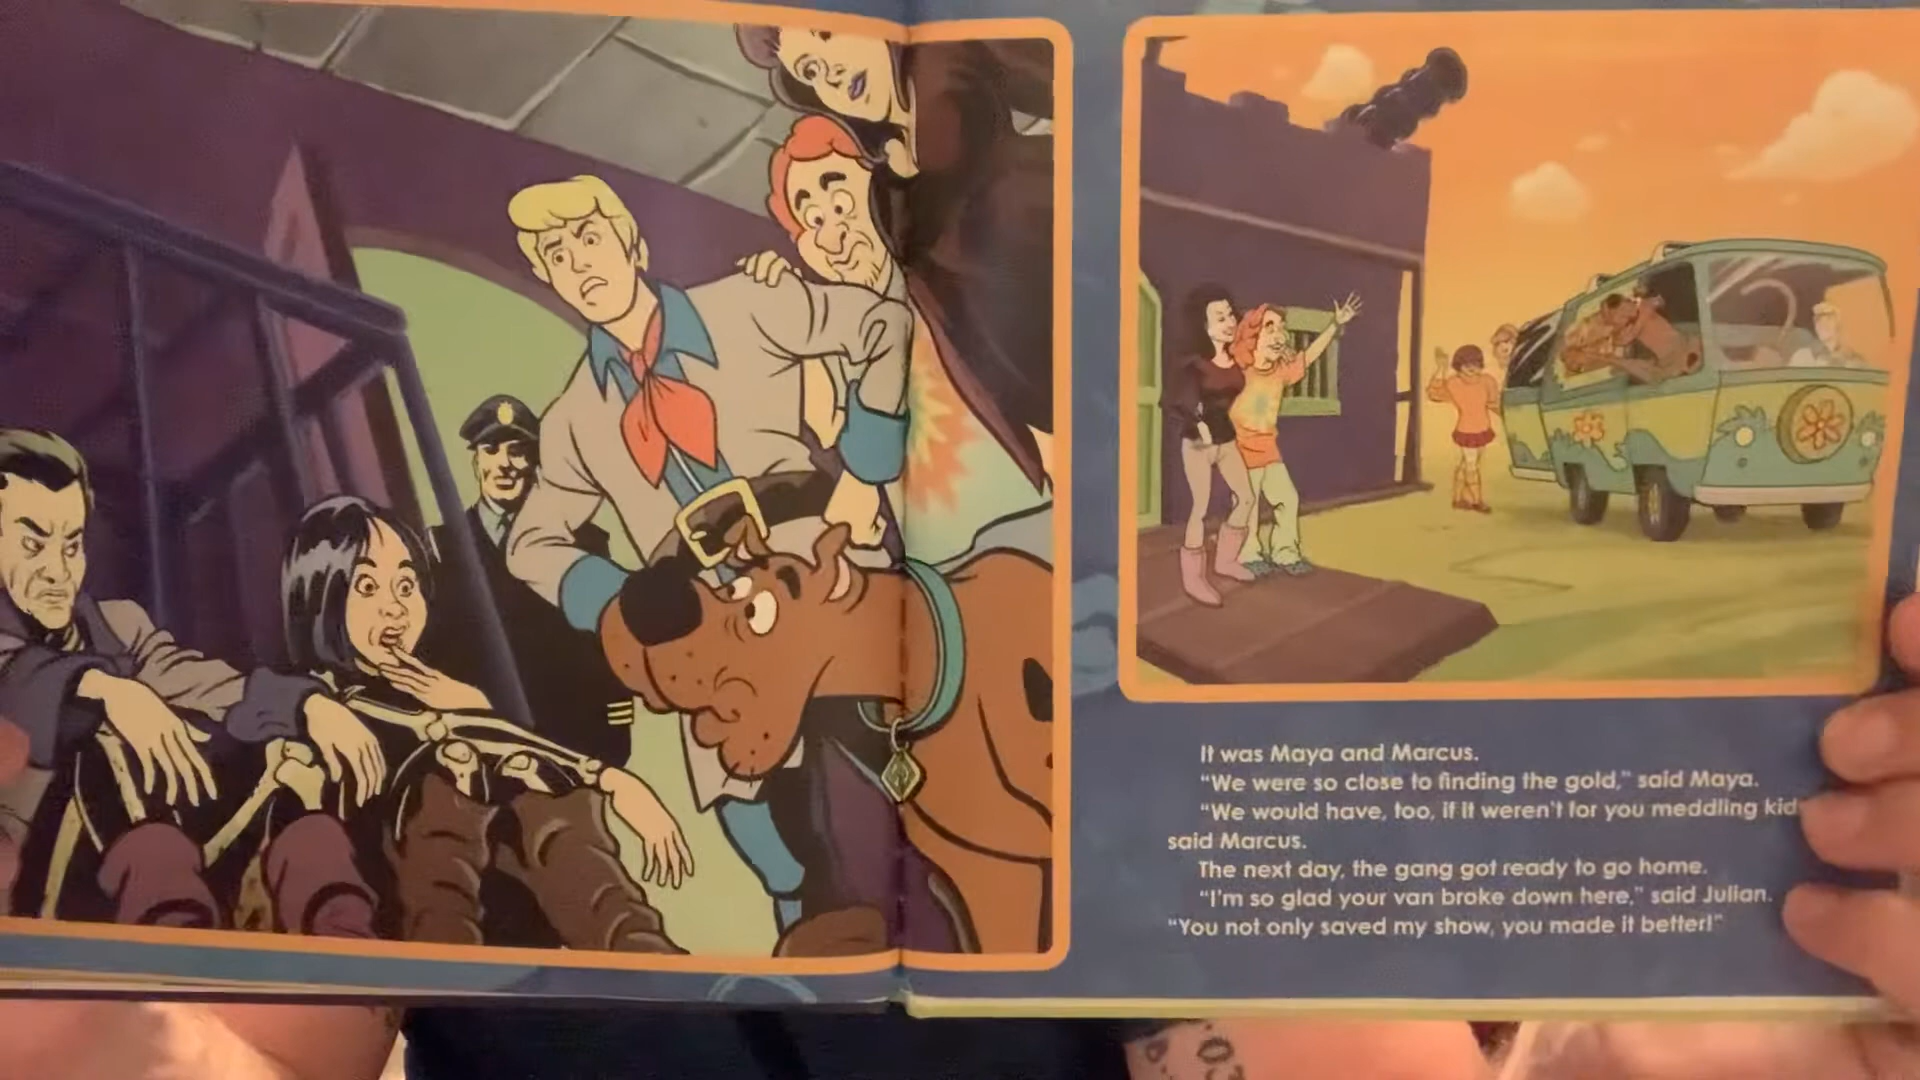 It was Maya and Marcus.
“We were so close to finding the gold,” said Maya.
“We would have, too, if it weren’t for you meddling kid
said Marcus.
The next day, the gang got ready to go home.
“I’m so glad your van broke down here,” said Julian.
“You not only saved my show, you made it better!”